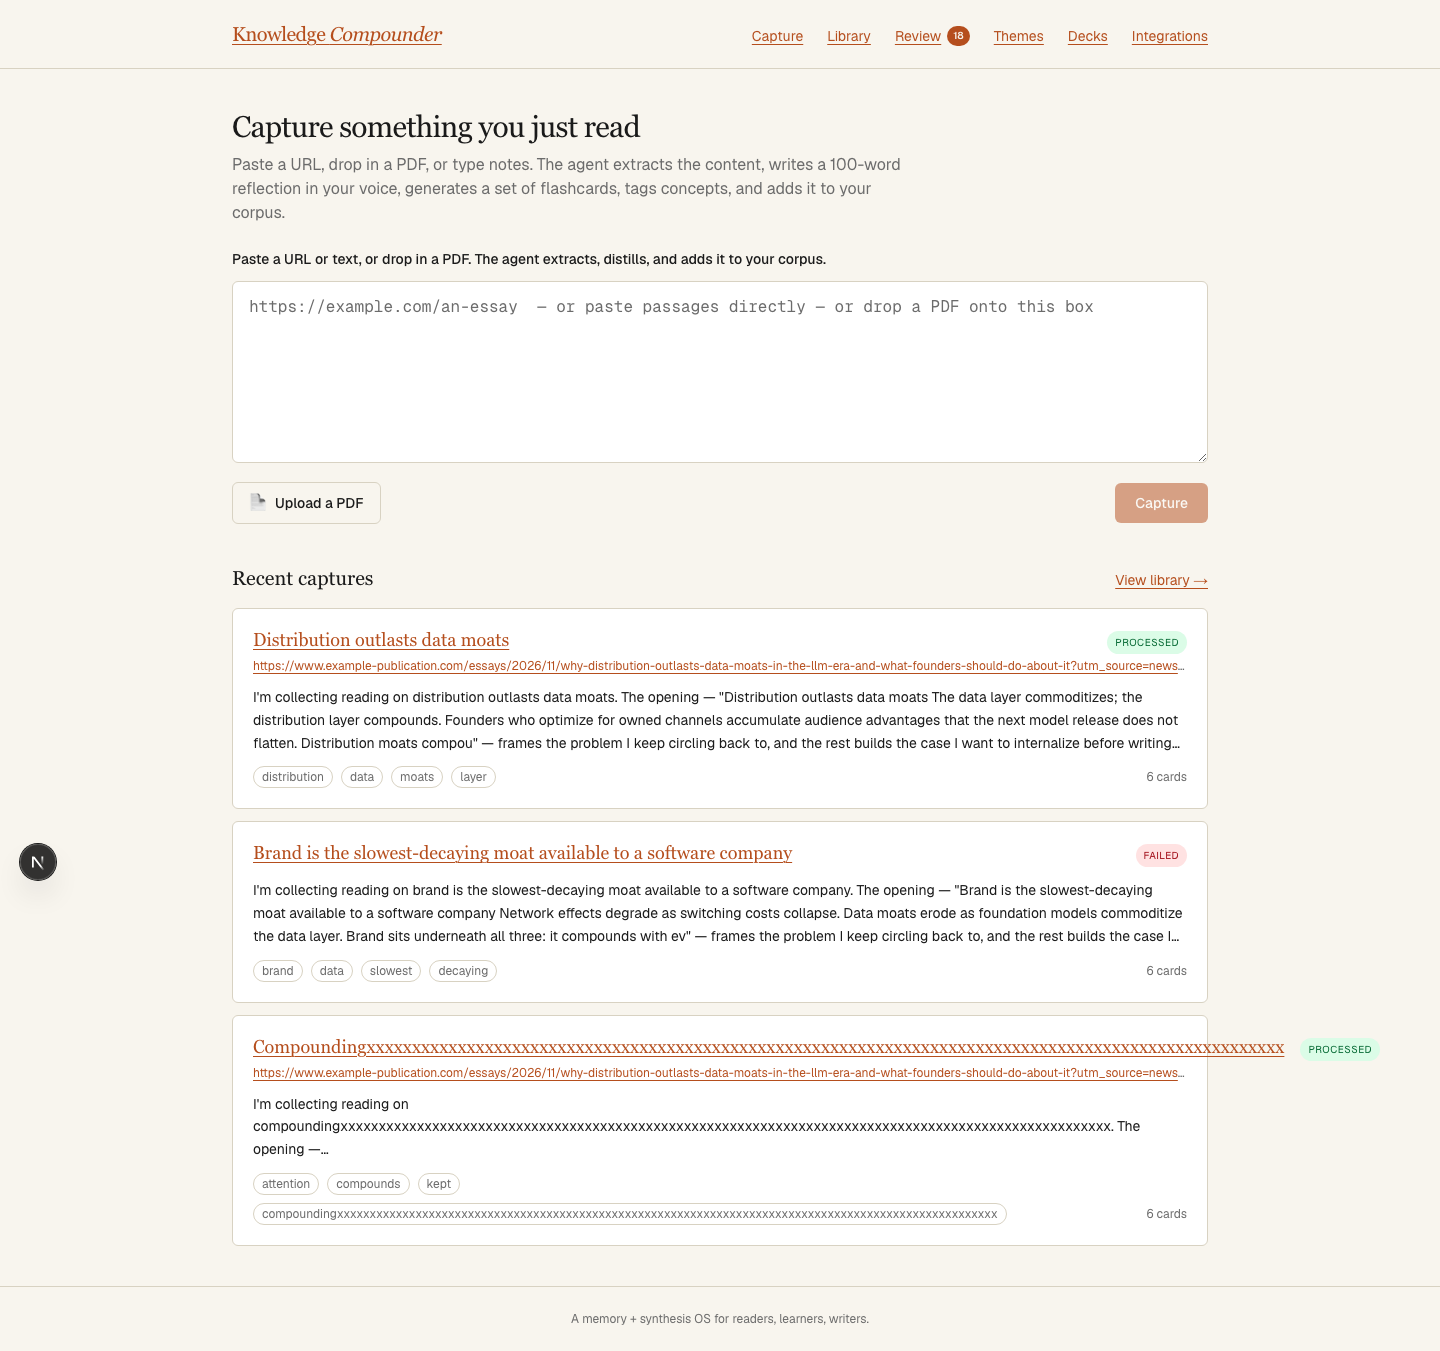 Knowledge Compounder
Capture Library Review 18 Themes Decks Integrations
Capture something you just read
Paste a URL, drop in a PDF, or type notes. The agent extracts the content, writes a 100-word
reflection in your voice, generates a set of flashcards, tags concepts, and adds it to your
corpus.
Paste a URL or text, or drop in a PDF. The agent extracts, distills, and adds it to your corpus.
https://example.com/an-essay  — or paste passages directly — or drop a PDF onto this box
Upload a PDF
Capture
Recent captures
View library →
Distribution outlasts data moats
PROCESSED
https://www.example-publication.com/essays/2026/11/why-distribution-outlasts-data-moats-in-the-llm-era-and-what-founders-should-do-about-it?utm_source=news…
I'm collecting reading on distribution outlasts data moats. The opening — "Distribution outlasts data moats The data layer commoditizes; the
distribution layer compounds. Founders who optimize for owned channels accumulate audience advantages that the next model release does not
flatten. Distribution moats compou" — frames the problem I keep circling back to, and the rest builds the case I want to internalize before writing…
distribution data moats layer
6 cards
Brand is the slowest-decaying moat available to a software company
FAILED
I'm collecting reading on brand is the slowest-decaying moat available to a software company. The opening — "Brand is the slowest-decaying
moat available to a software company Network effects degrade as switching costs collapse. Data moats erode as foundation models commoditize
the data layer. Brand sits underneath all three: it compounds with ev" — frames the problem I keep circling back to, and the rest builds the case I…
brand data slowest decaying
6 cards
Compoundingxxxxxxxxxxxxxxxxxxxxxxxxxxxxxxxxxxxxxxxxxxxxxxxxxxxxxxxxxxxxxxxxxxxxxxxxxxxxxxxxxxxxxxxxxxxxxxxxxxxx
PROCESSED
https://www.example-publication.com/essays/2026/11/why-distribution-outlasts-data-moats-in-the-llm-era-and-what-founders-should-do-about-it?utm_source=news…
I'm collecting reading on
compoundingxxxxxxxxxxxxxxxxxxxxxxxxxxxxxxxxxxxxxxxxxxxxxxxxxxxxxxxxxxxxxxxxxxxxxxxxxxxxxxxxxxxxxxxxxxxxxxxxxxxx. The
opening —…
attention compounds kept
compoundingxxxxxxxxxxxxxxxxxxxxxxxxxxxxxxxxxxxxxxxxxxxxxxxxxxxxxxxxxxxxxxxxxxxxxxxxxxxxxxxxxxxxxxxxxxxxxxxxxxxx
6 cards
N
A memory + synthesis OS for readers, learners, writers.